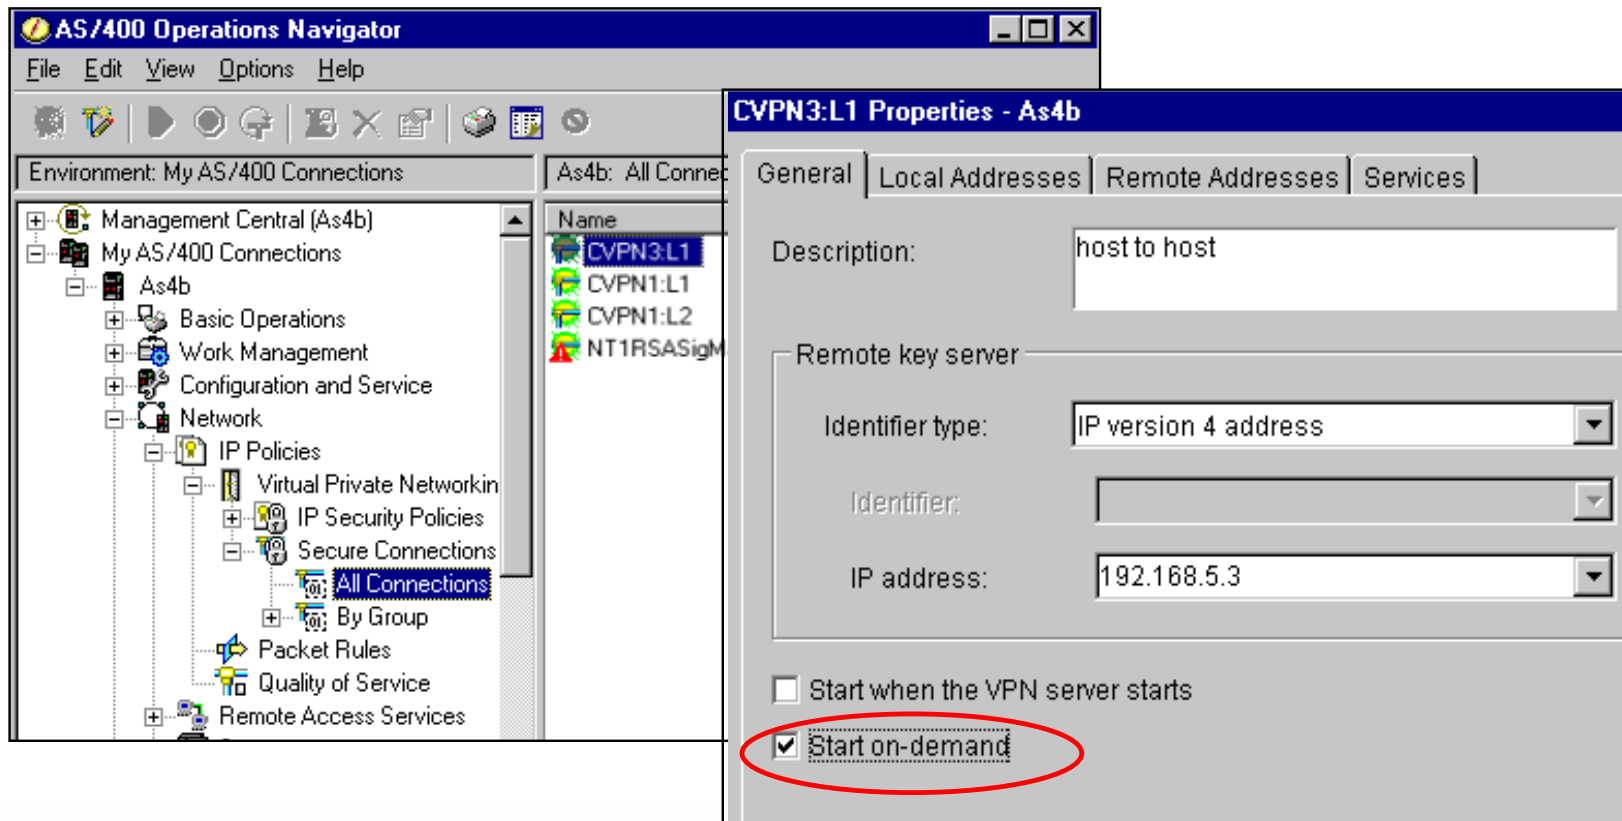 AS/400 Operations Navigator
File Edit View Options Help
Environment: My AS/400 Connections
As4b: All Connec
Management Central (As4b)
My AS/400 Connections
As4b
Basic Operations
Work Management
Configuration and Service
Network
IP Policies
Virtual Private Networkin
IP Security Policies
Secure Connections
All Connections
By Group
Packet Rules
Quality of Service
Remote Access Services
Name
CVPN3:L1
CVPN1:L1
CVPN1:L2
NT1RSASigM
CVPN3:L1 Properties - As4b
General Local Addresses Remote Addresses Services
Description: host to host
Remote key server
Identifier type: IP version 4 address
Identifier:
IP address: 192.168.5.3
Start when the VPN server starts
Start on-demand